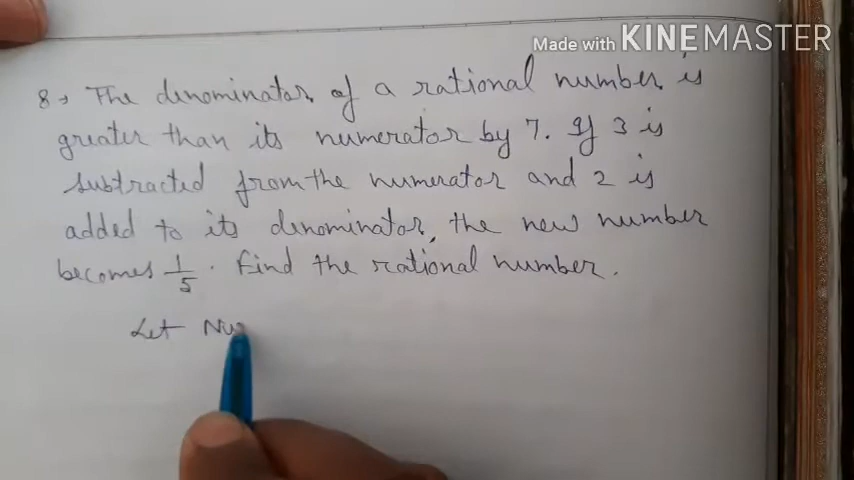 Made with KINEMASTER
8, The denominator of a rational number is
greater than its numerator by 7. If 3 is
subtracted from the numerator and 2 is
added to its denominator, the new number
becomes 1/5. Find the rational number.
Let Nu